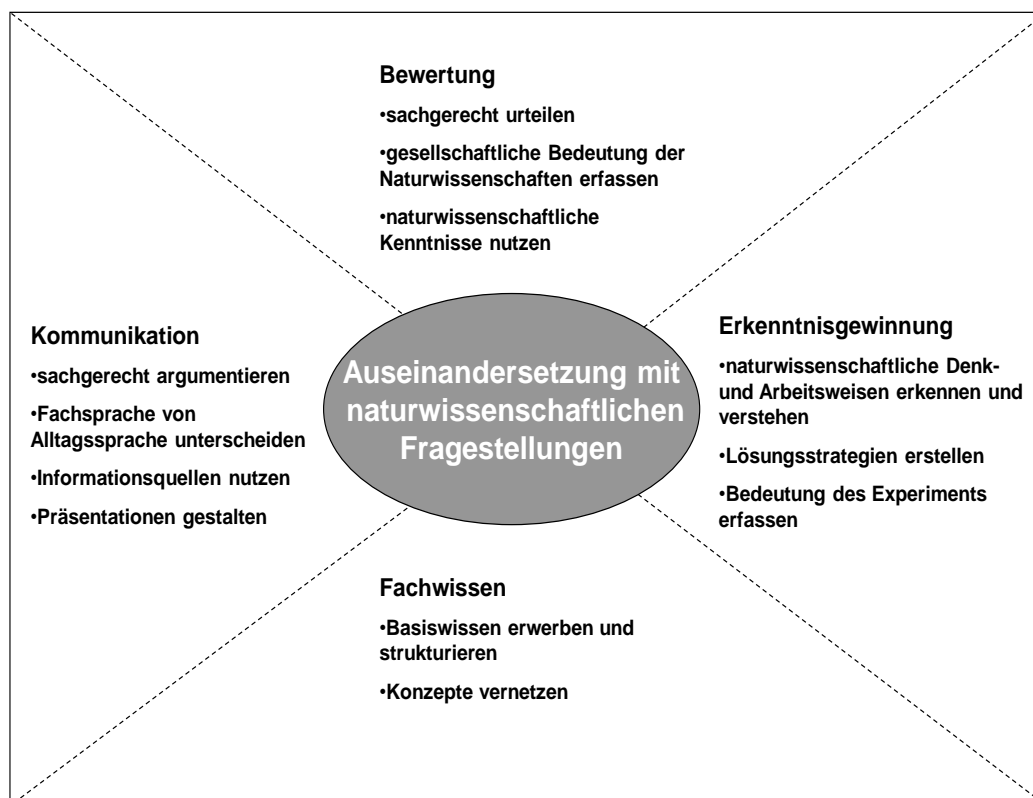 Bewertung
•sachgerecht urteilen
•gesellschaftliche Bedeutung der
Naturwissenschaften erfassen
•naturwissenschaftliche
Kenntnisse nutzen
Kommunikation
•sachgerecht argumentieren
•Fachsprache von
Alltagssprache unterscheiden
•Informationsquellen nutzen
•Präsentationen gestalten
Auseinandersetzung mit
naturwissenschaftlichen
Fragestellungen
Erkenntnisgewinnung
•naturwissenschaftliche Denk-
und Arbeitsweisen erkennen und
verstehen
•Lösungsstrategien erstellen
•Bedeutung des Experiments
erfassen
Fachwissen
•Basiswissen erwerben und
strukturieren
•Konzepte vernetzen